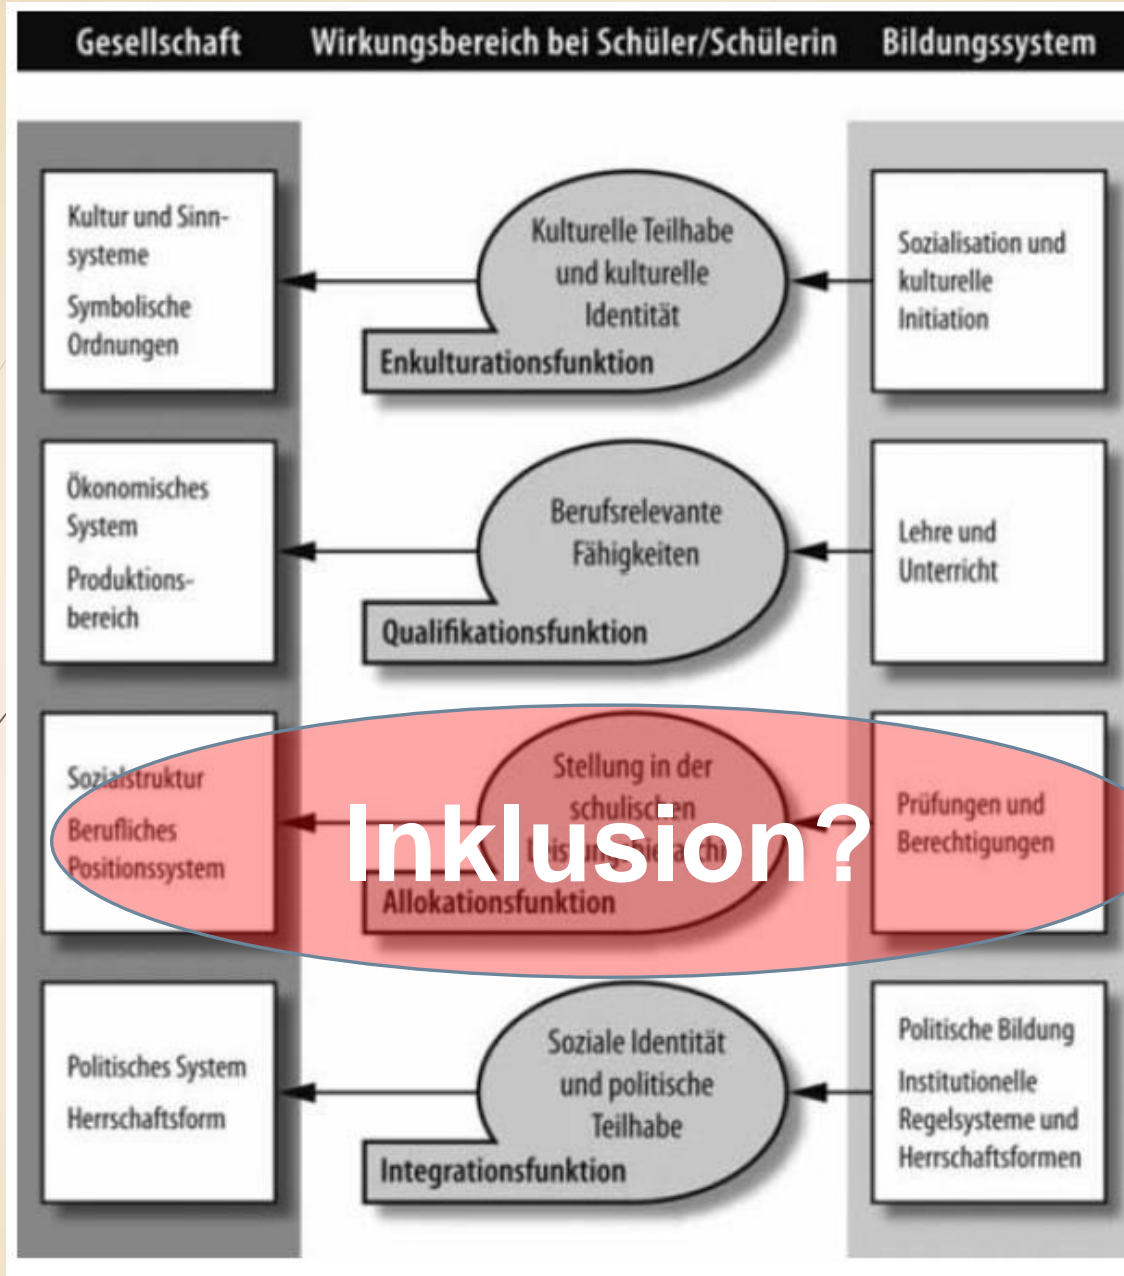 Gesellschaft
Wirkungsbereich bei Schüler/Schülerin
Bildungssystem
Kultur und Sinn-
systeme
Symbolische
Ordnungen
Kulturelle Teilhabe
und kulturelle
Identität
Enkulturationsfunktion
Sozialisation und
kulturelle
Initiation
Ökonomisches
System
Produktions-
bereich
Berufsrelevante
Fähigkeiten
Qualifikationsfunktion
Lehre und
Unterricht
Sozialstruktur
Berufliches
Positionssystem
Stellung in der
schulischen
Allokationsfunktion
Inklusion?
Prüfungen und
Berechtigungen
Politisches System
Herrschaftsform
Soziale Identität
und politische
Teilhabe
Integrationsfunktion
Politische Bildung
Institutionelle
Regelsysteme und
Herrschaftsformen